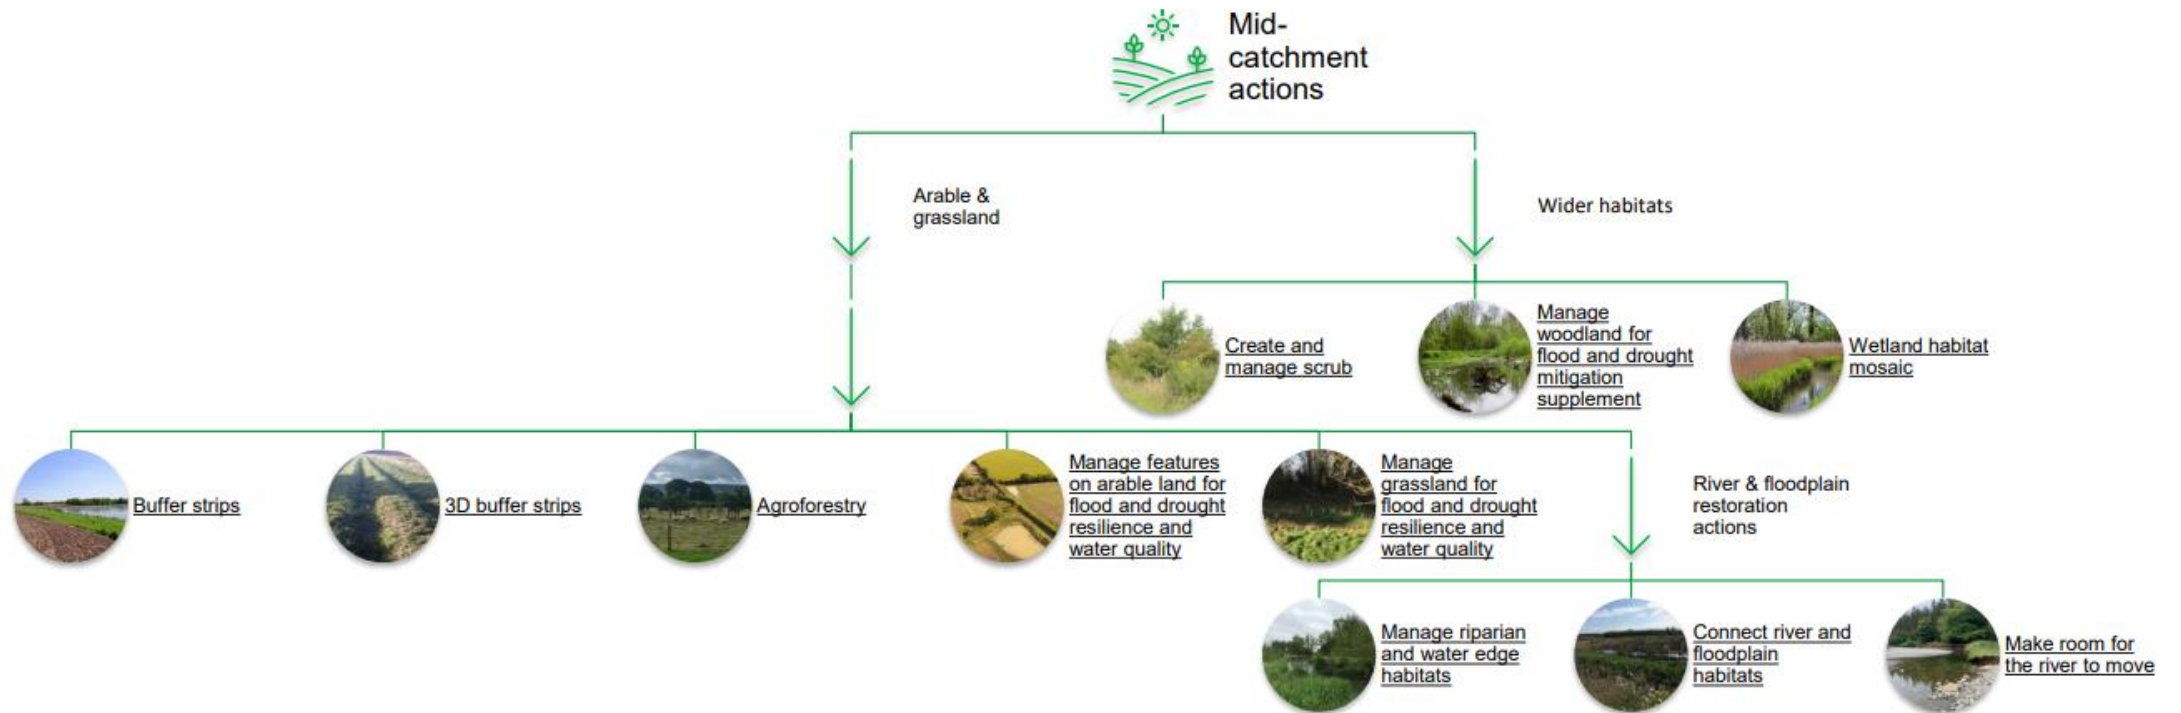 Mid-
catchment
actions
Arable &
grassland
Wider habitats
Create and
manage scrub
Manage
woodland for
flood and drought
mitigation
supplement
Wetland habitat
mosaic
Buffer strips
3D buffer strips
Agroforestry
Manage features
on arable land for
flood and drought
resilience and
water quality
Manage
grassland for
flood and drought
resilience and
water quality
River & floodplain
restoration
actions
Manage riparian
and water edge
habitats
Connect river and
floodplain
habitats
Make room for
the river to move